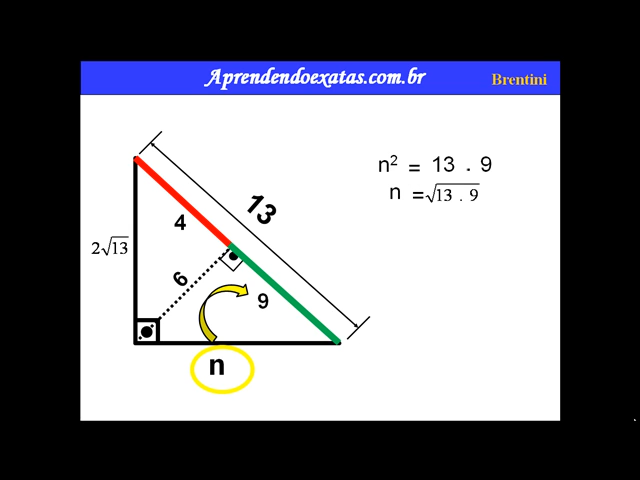 Aprendendoexatas.com.br
Brentini
n² = 13 . 9
n = √13 . 9
13
4
2√13
6
9
n